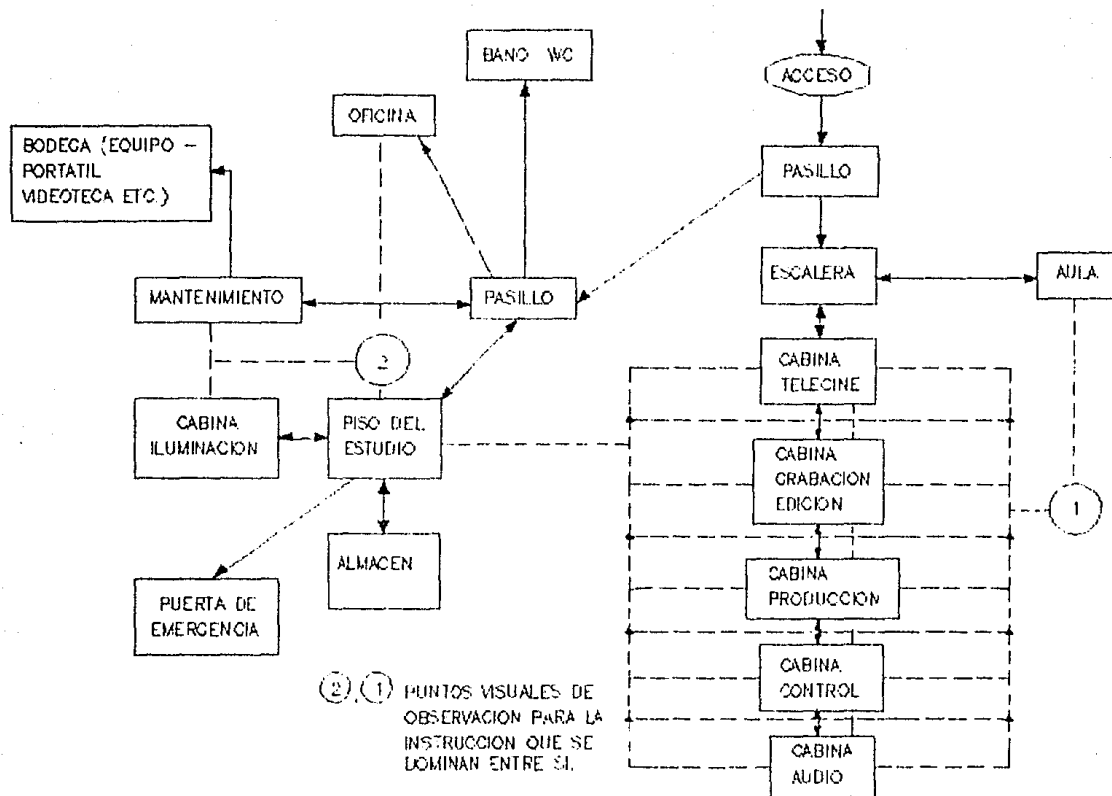 BANO WC
ACCESO
OFICINA
BODEGA (EQUIPO –
PORTATIL
VIDEOTECA ETC.)
PASILLO
ESCALERA
AULA
MANTENIMIENTO
PASILLO
2
CABINA
TELECINE
CABINA
ILUMINACION
PISO DEL
ESTUDIO
CABINA
GRABACION
EDICION
1
ALMACEN
PUERTA DE
EMERGENCIA
CABINA
PRODUCCION
CABINA
CONTROL
CABINA
AUDIO
2, 1 PUNTOS VISUALES DE
OBSERVACION PARA LA
INSTRUCCION QUE SE
DOMINAN ENTRE SI.